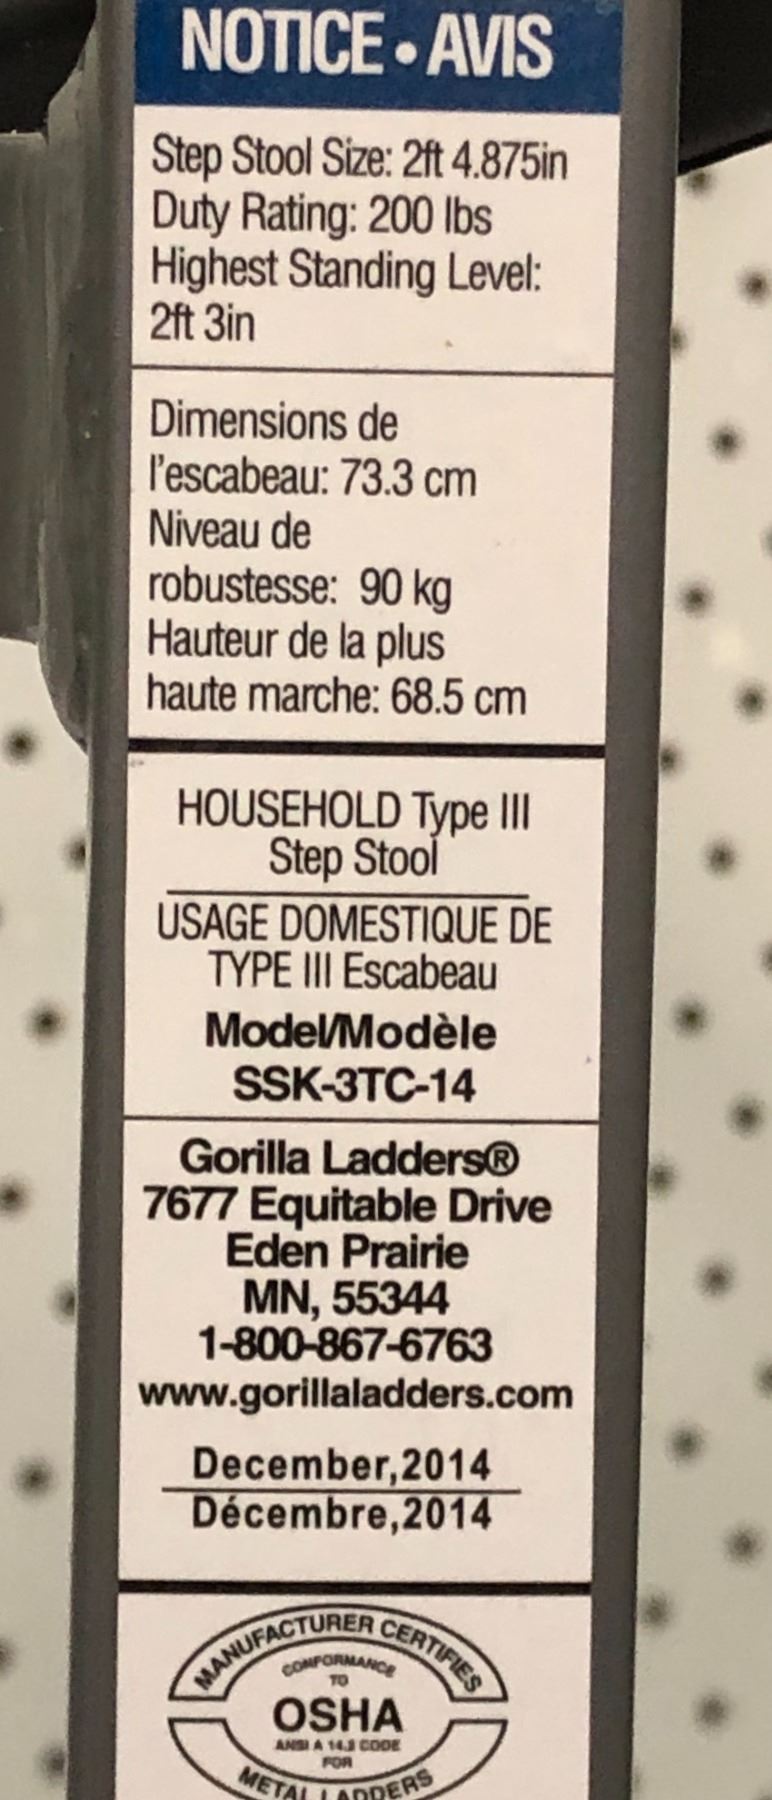 NOTICE • AVIS
Step Stool Size: 2ft 4.875in
Duty Rating: 200 lbs
Highest Standing Level:
2ft 3in
Dimensions de
l'escabeau: 73.3 cm
Niveau de
robustesse: 90 kg
Hauteur de la plus
haute marche: 68.5 cm
HOUSEHOLD Type III
Step Stool
USAGE DOMESTIQUE DE
TYPE III Escabeau
Model/Modèle
SSK-3TC-14
Gorilla Ladders®
7677 Equitable Drive
Eden Prairie
MN, 55344
1-800-867-6763
www.gorillaladders.com
December,2014
Décembre,2014
MANUFACTURER CERTIFIES
CONFORMANCE
TO
OSHA
ANSI A 14.2 CODE
FOR
METAL LADDERS